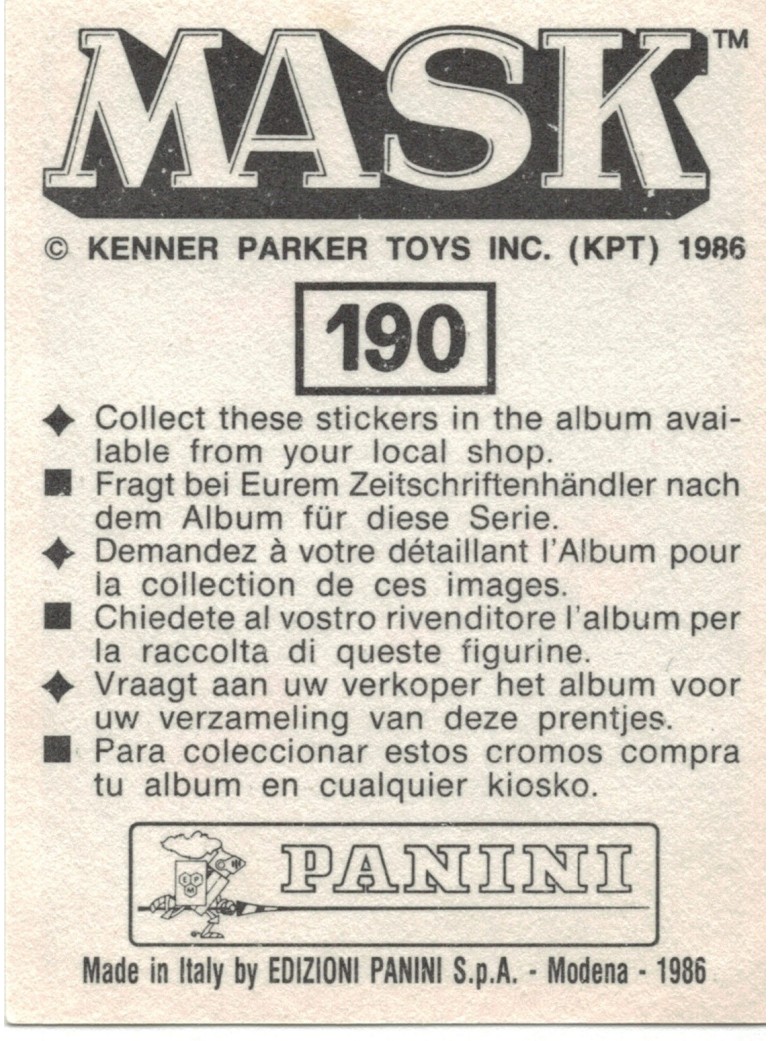 MASK™
© KENNER PARKER TOYS INC. (KPT) 1986
190
◆ Collect these stickers in the album avai-
lable from your local shop.
■ Fragt bei Eurem Zeitschriftenhändler nach
dem Album für diese Serie.
◆ Demandez à votre détaillant l'Album pour
la collection de ces images.
■ Chiedete al vostro rivenditore l'album per
la raccolta di queste figurine.
◆ Vraagt aan uw verkoper het album voor
uw verzameling van deze prentjes.
■ Para coleccionar estos cromos compra
tu album en cualquier kiosko.
E P
M
PANINI
Made in Italy by EDIZIONI PANINI S.p.A. - Modena - 1986